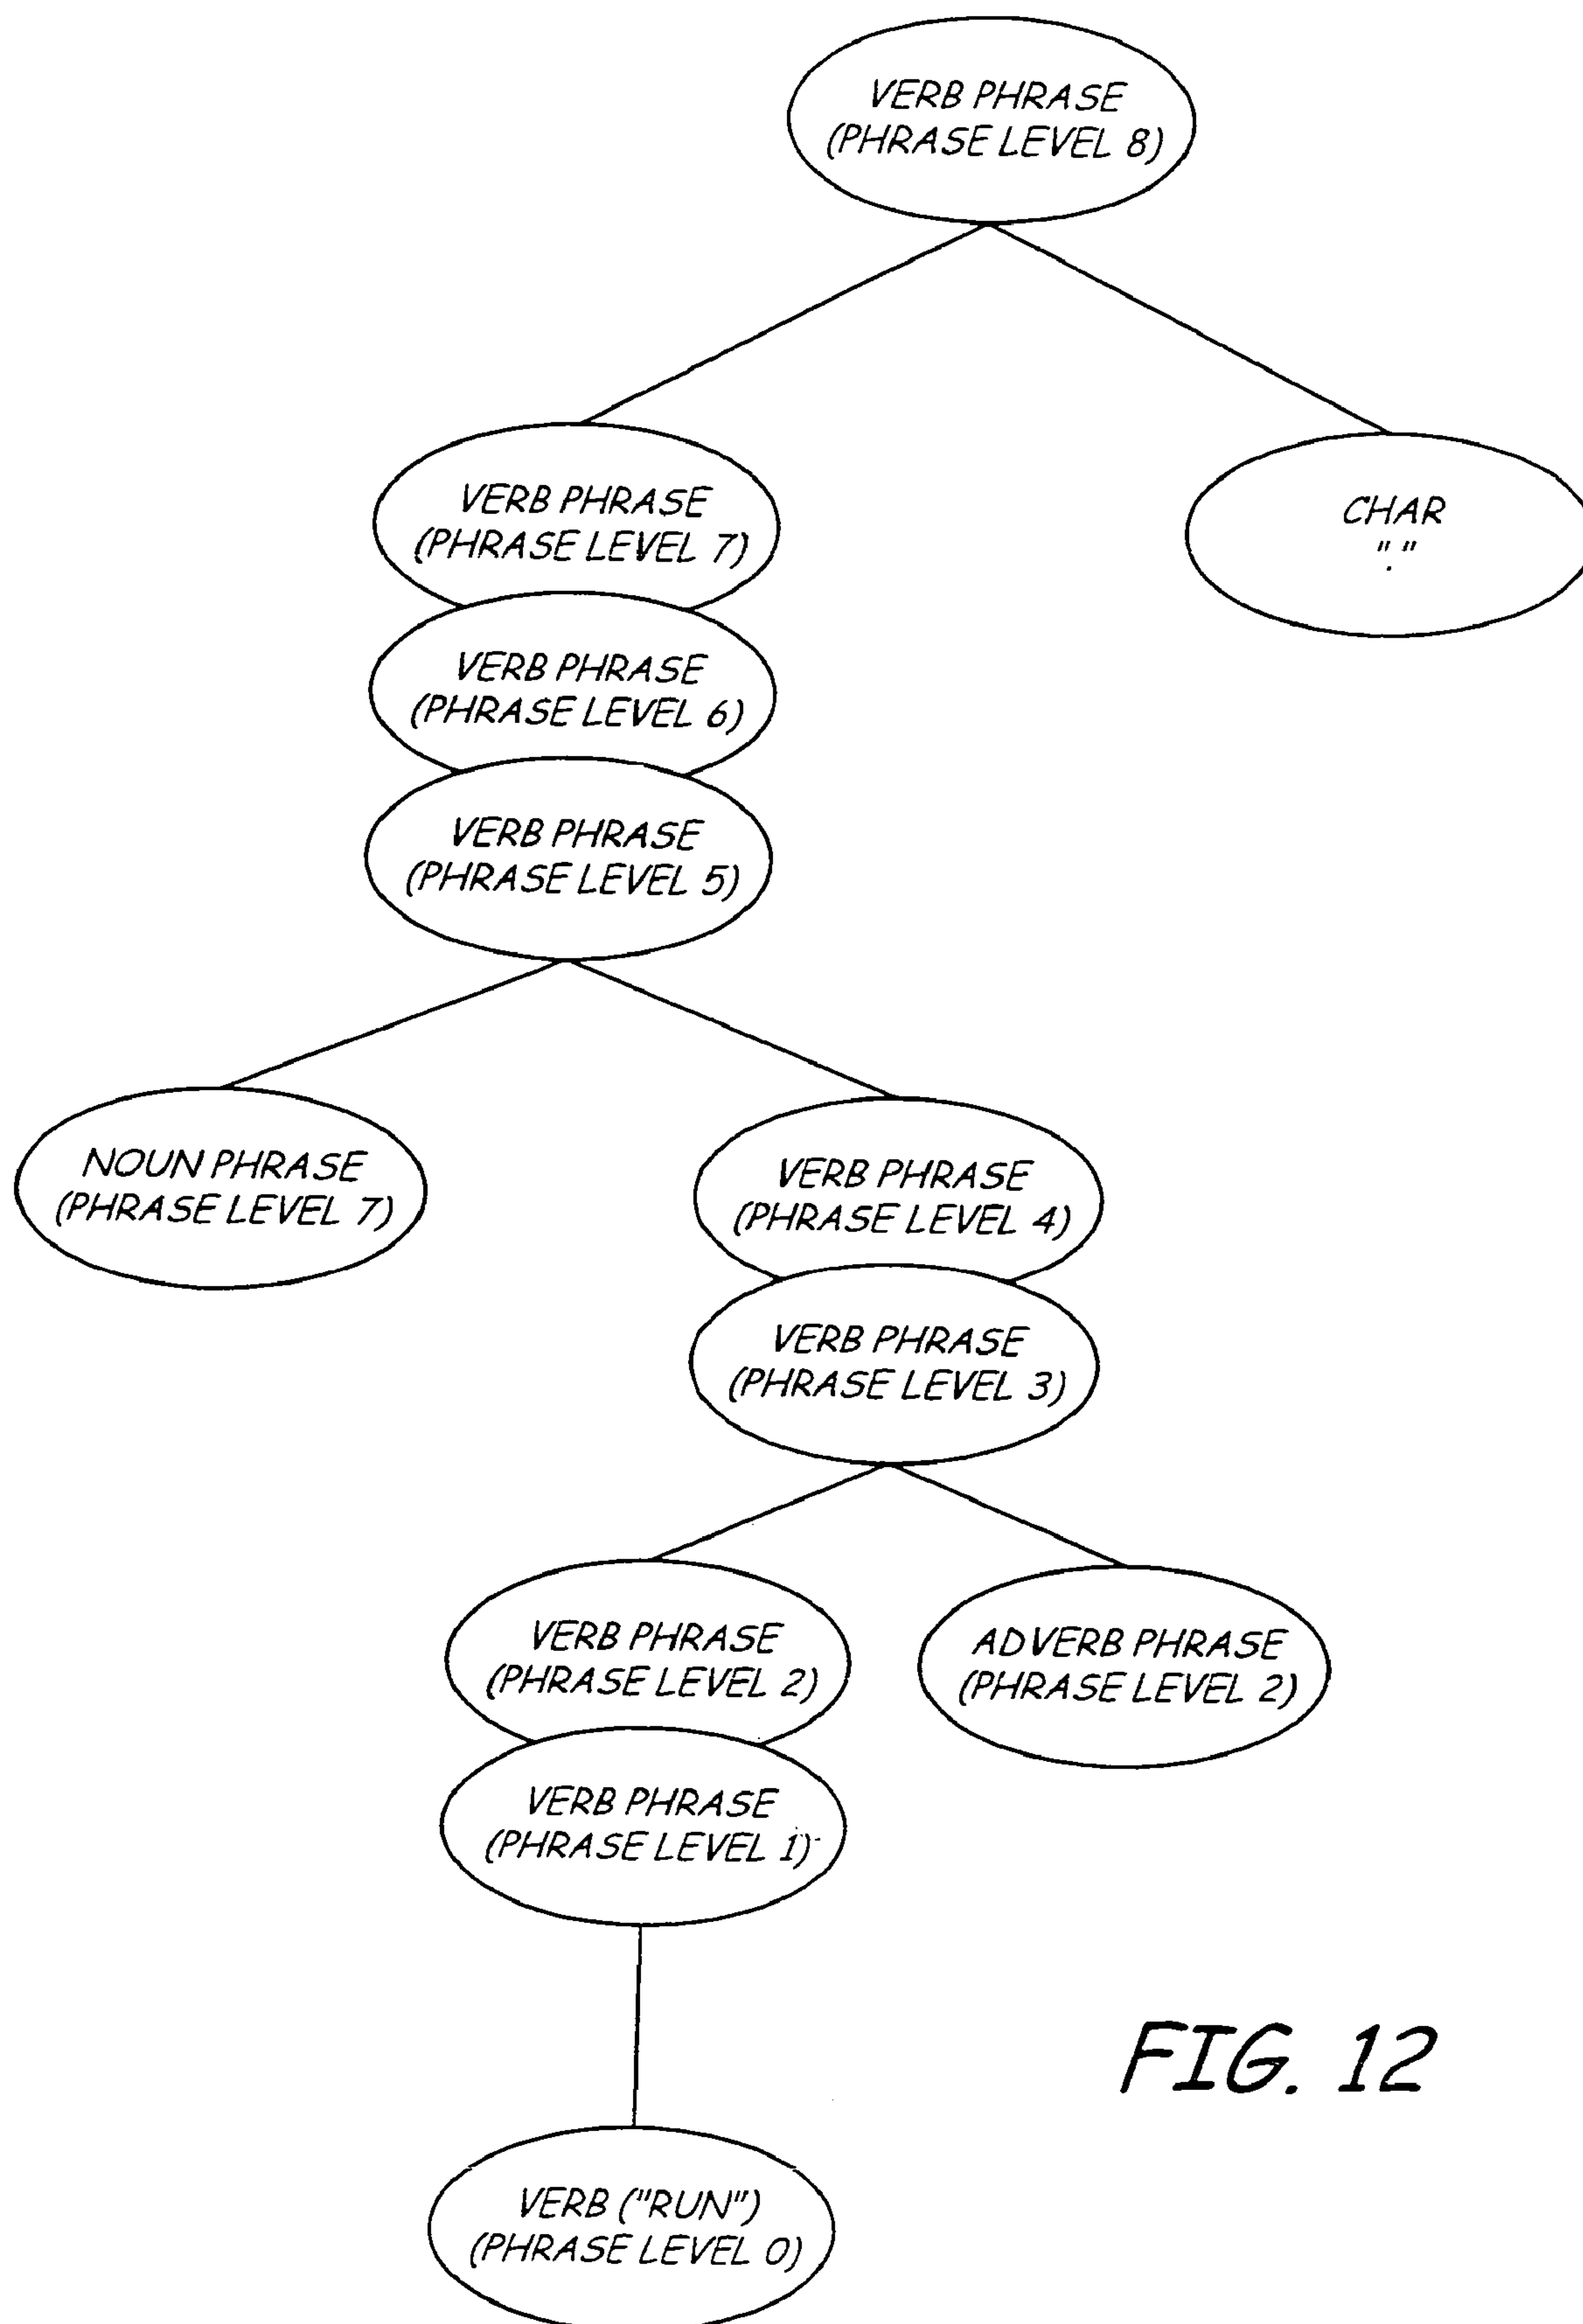 VERB PHRASE
(PHRASE LEVEL 8)
VERB PHRASE
(PHRASE LEVEL 7)
CHAR
"."
VERB PHRASE
(PHRASE LEVEL 6)
VERB PHRASE
(PHRASE LEVEL 5)
NOUN PHRASE
(PHRASE LEVEL 7)
VERB PHRASE
(PHRASE LEVEL 4)
VERB PHRASE
(PHRASE LEVEL 3)
VERB PHRASE
(PHRASE LEVEL 2)
ADVERB PHRASE
(PHRASE LEVEL 2)
VERB PHRASE
(PHRASE LEVEL 1)
VERB ("RUN")
(PHRASE LEVEL 0)
FIG. 12